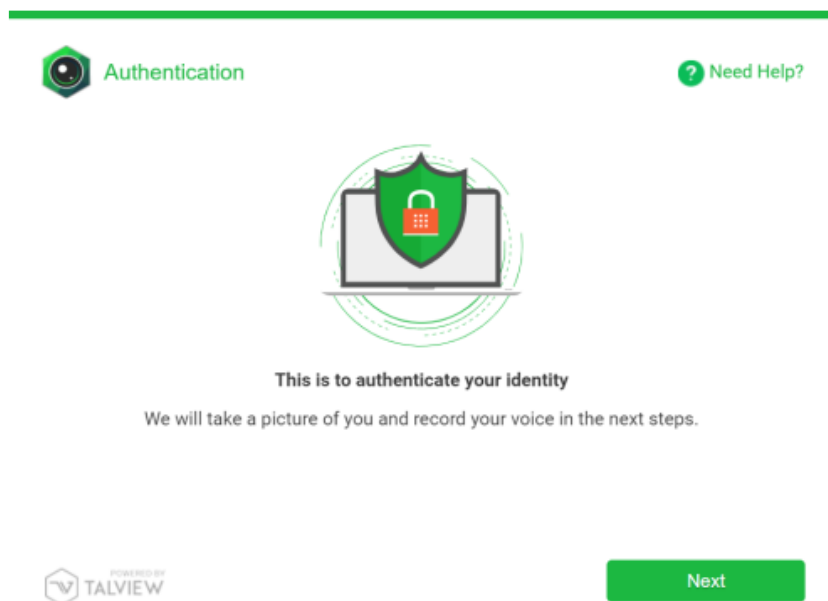 Authentication
? Need Help?
This is to authenticate your identity
We will take a picture of you and record your voice in the next steps.
POWERED BY
TALVIEW
Next